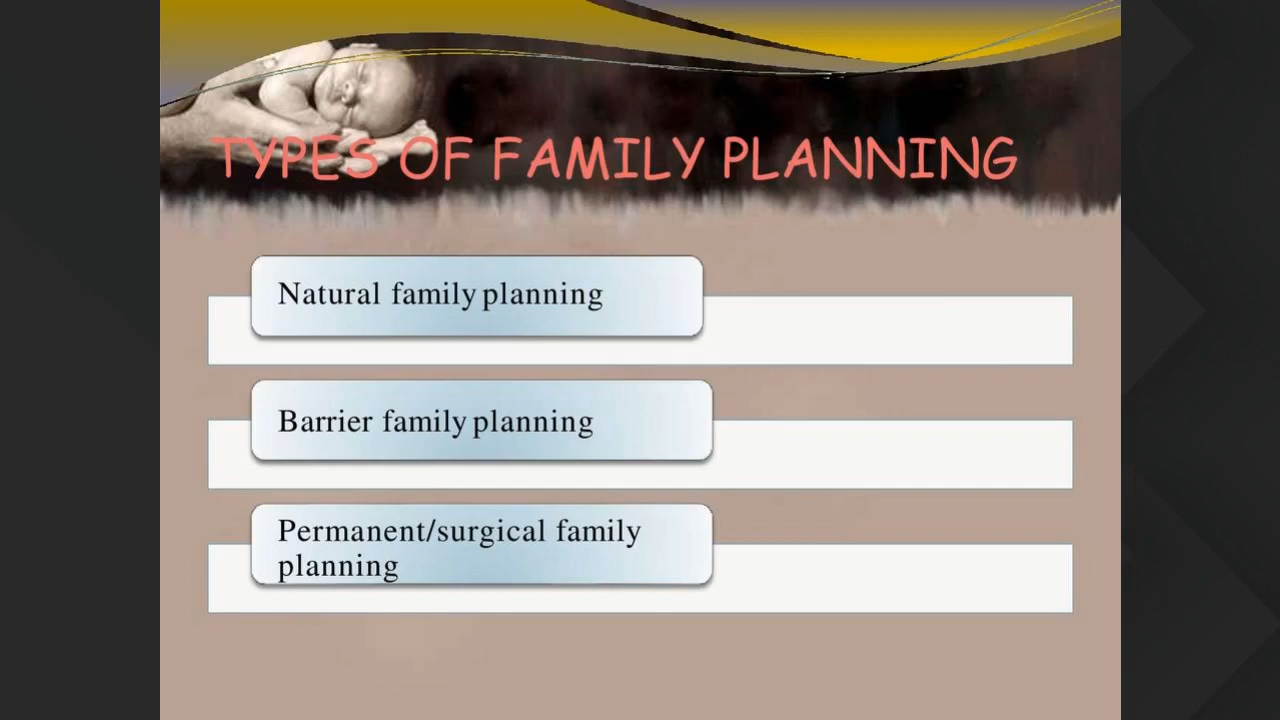 TYPES OF FAMILY PLANNING
Natural family planning
Barrier family planning
Permanent/surgical family
planning